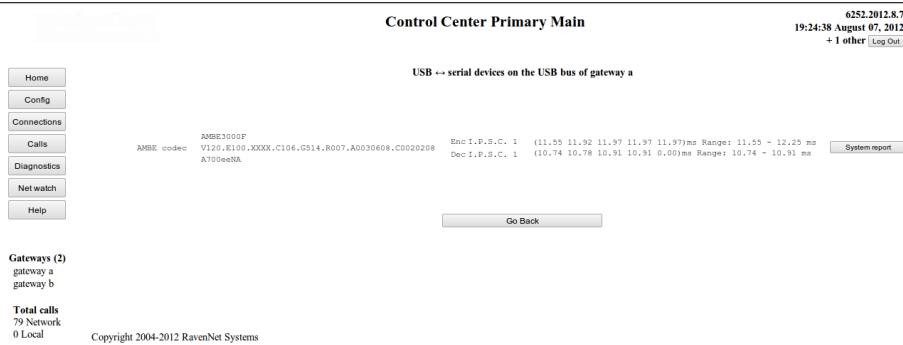 Control Center Primary Main
6252.2012.8.7
19:24:38 August 07, 2012
+ 1 other Log Out
USB ↔ serial devices on the USB bus of gateway a
Home
Config
Connections
Calls
Diagnostics
Net watch
Help
AMBE codec
AMBE3000F
V120.E100.XXXX.C106.G514.R007.A0030608.C0020208
A700eeNA
Enc I.P.S.C. 1 (11.55 11.92 11.97 11.97 11.97)ms Range: 11.55 - 12.25 ms
Dec I.P.S.C. 1 (10.74 10.78 10.91 10.91 0.00)ms Range: 10.74 - 10.91 ms
System report
Go Back
Gateways (2)
gateway a
gateway b
Total calls
79 Network
0 Local
Copyright 2004-2012 RavenNet Systems